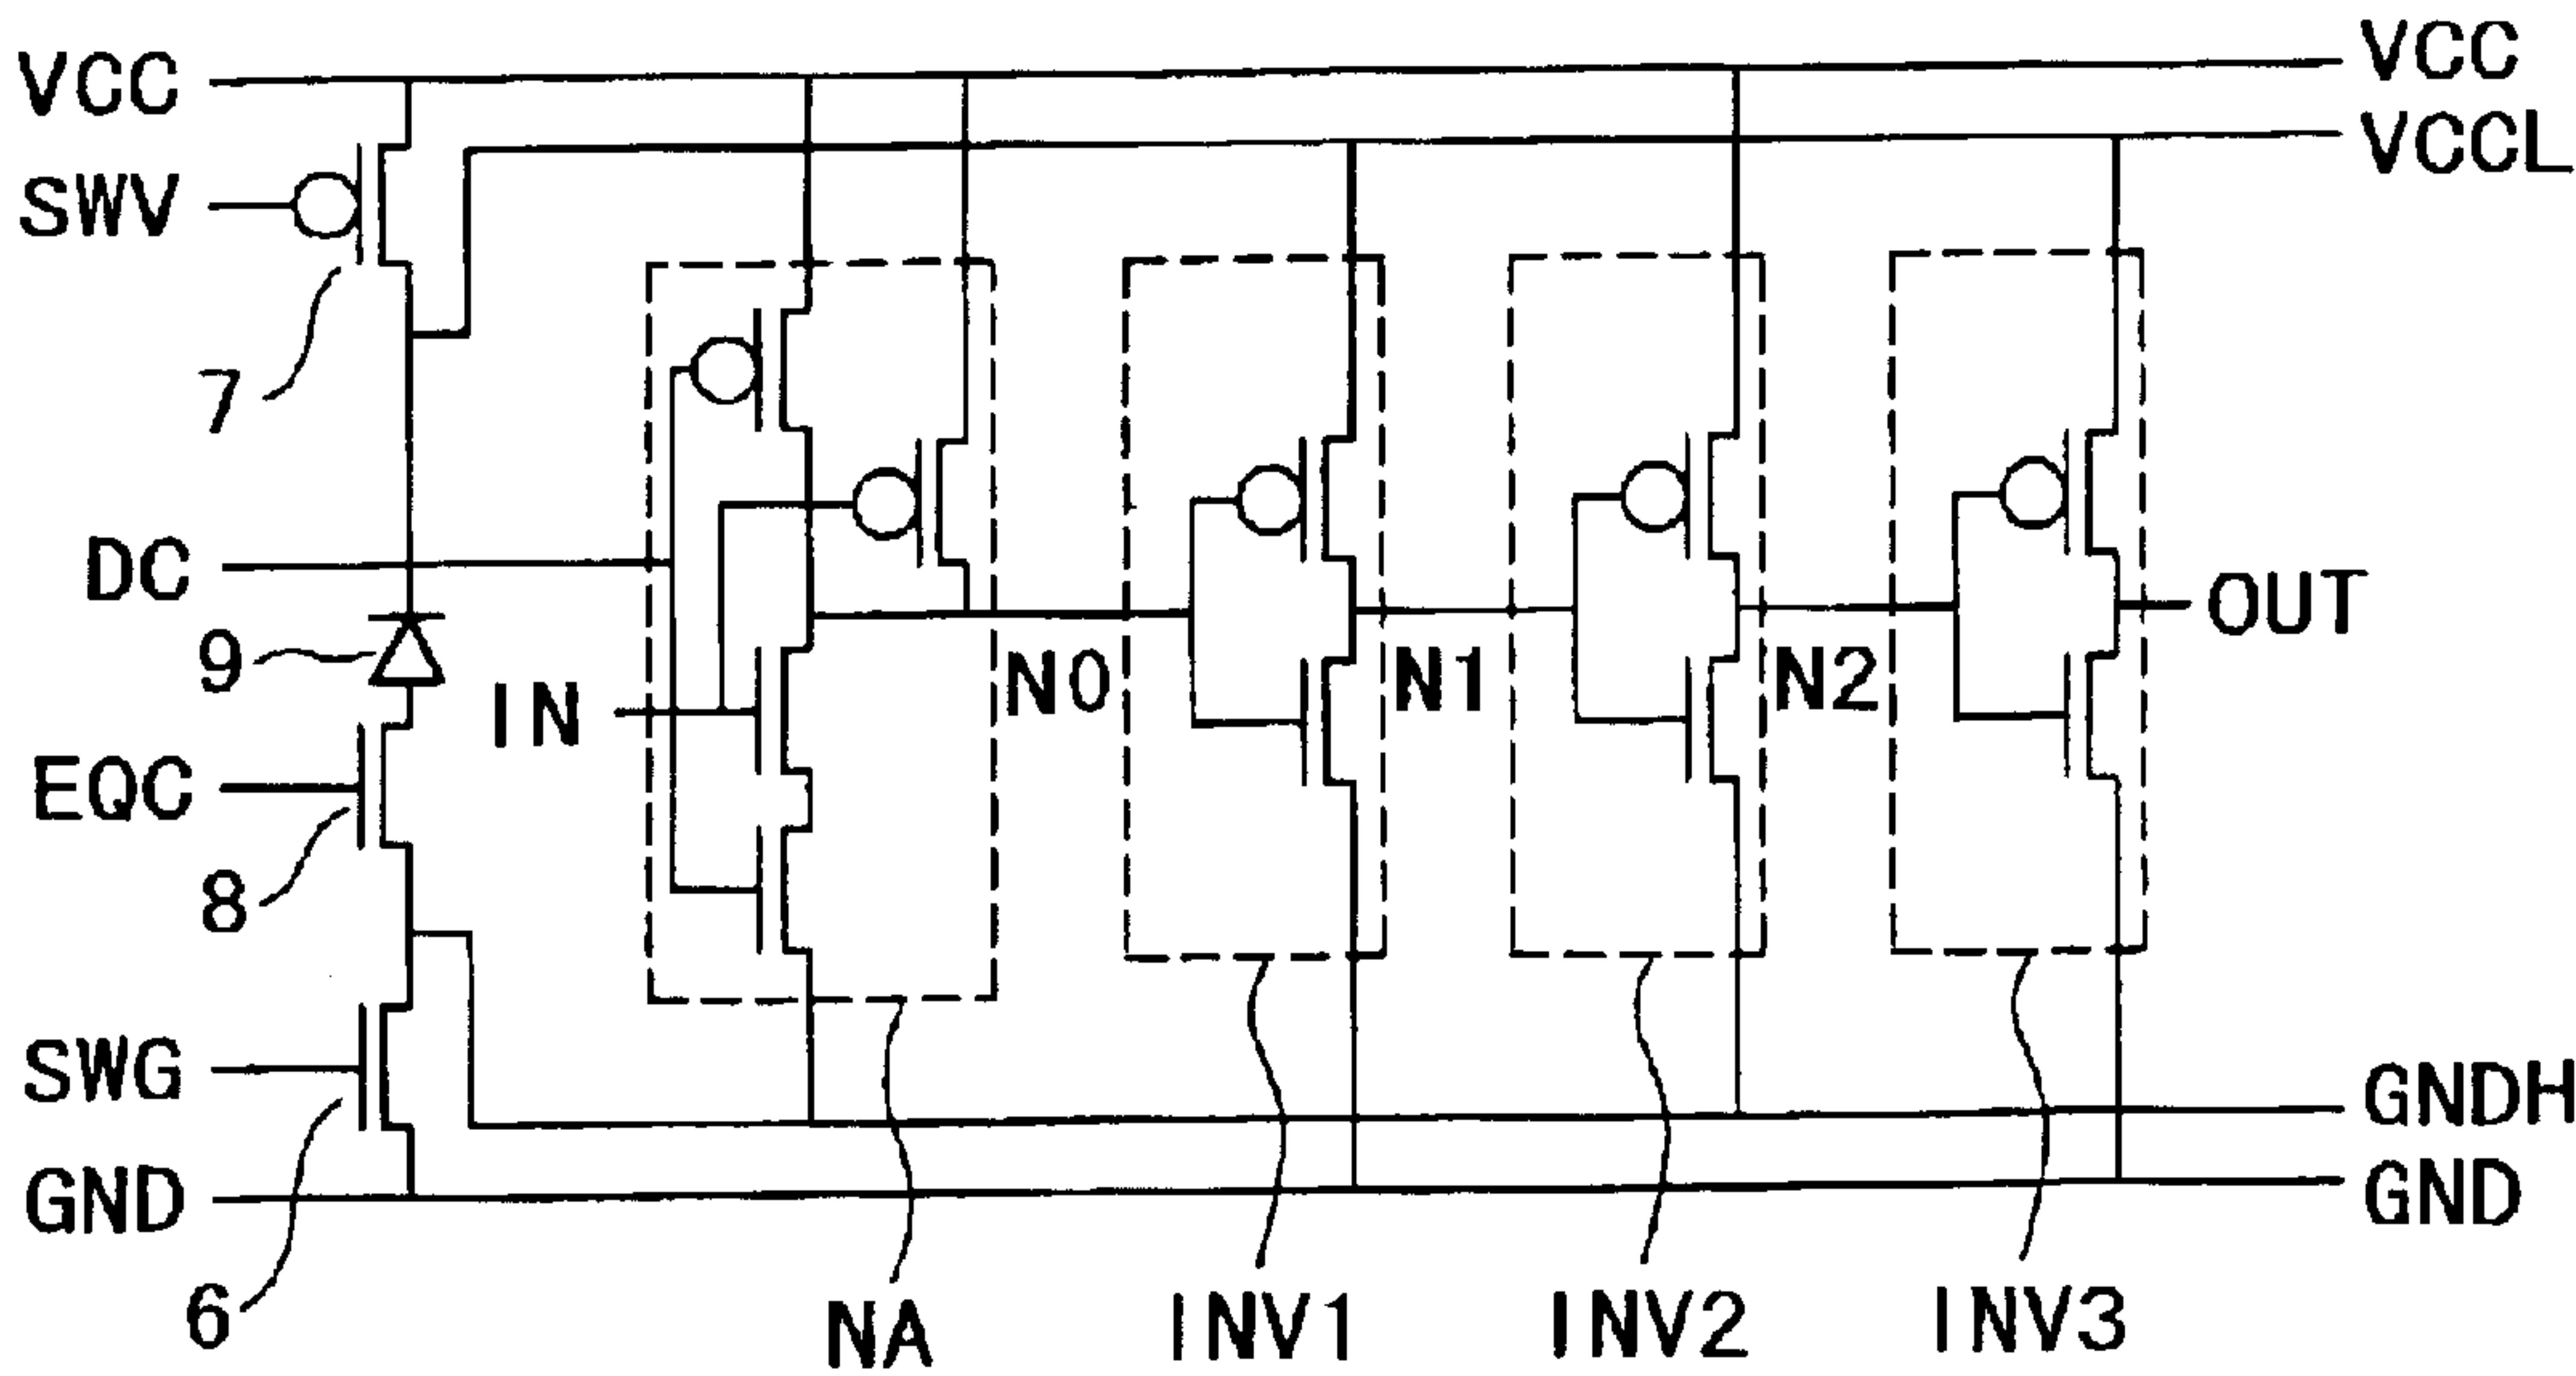 VCC
VCC
VCCL
SWV
7
DC
OUT
9
IN
N0
N1
N2
EQC
8
SWG
GNDH
GND
GND
6
NA
INV1
INV2
INV3